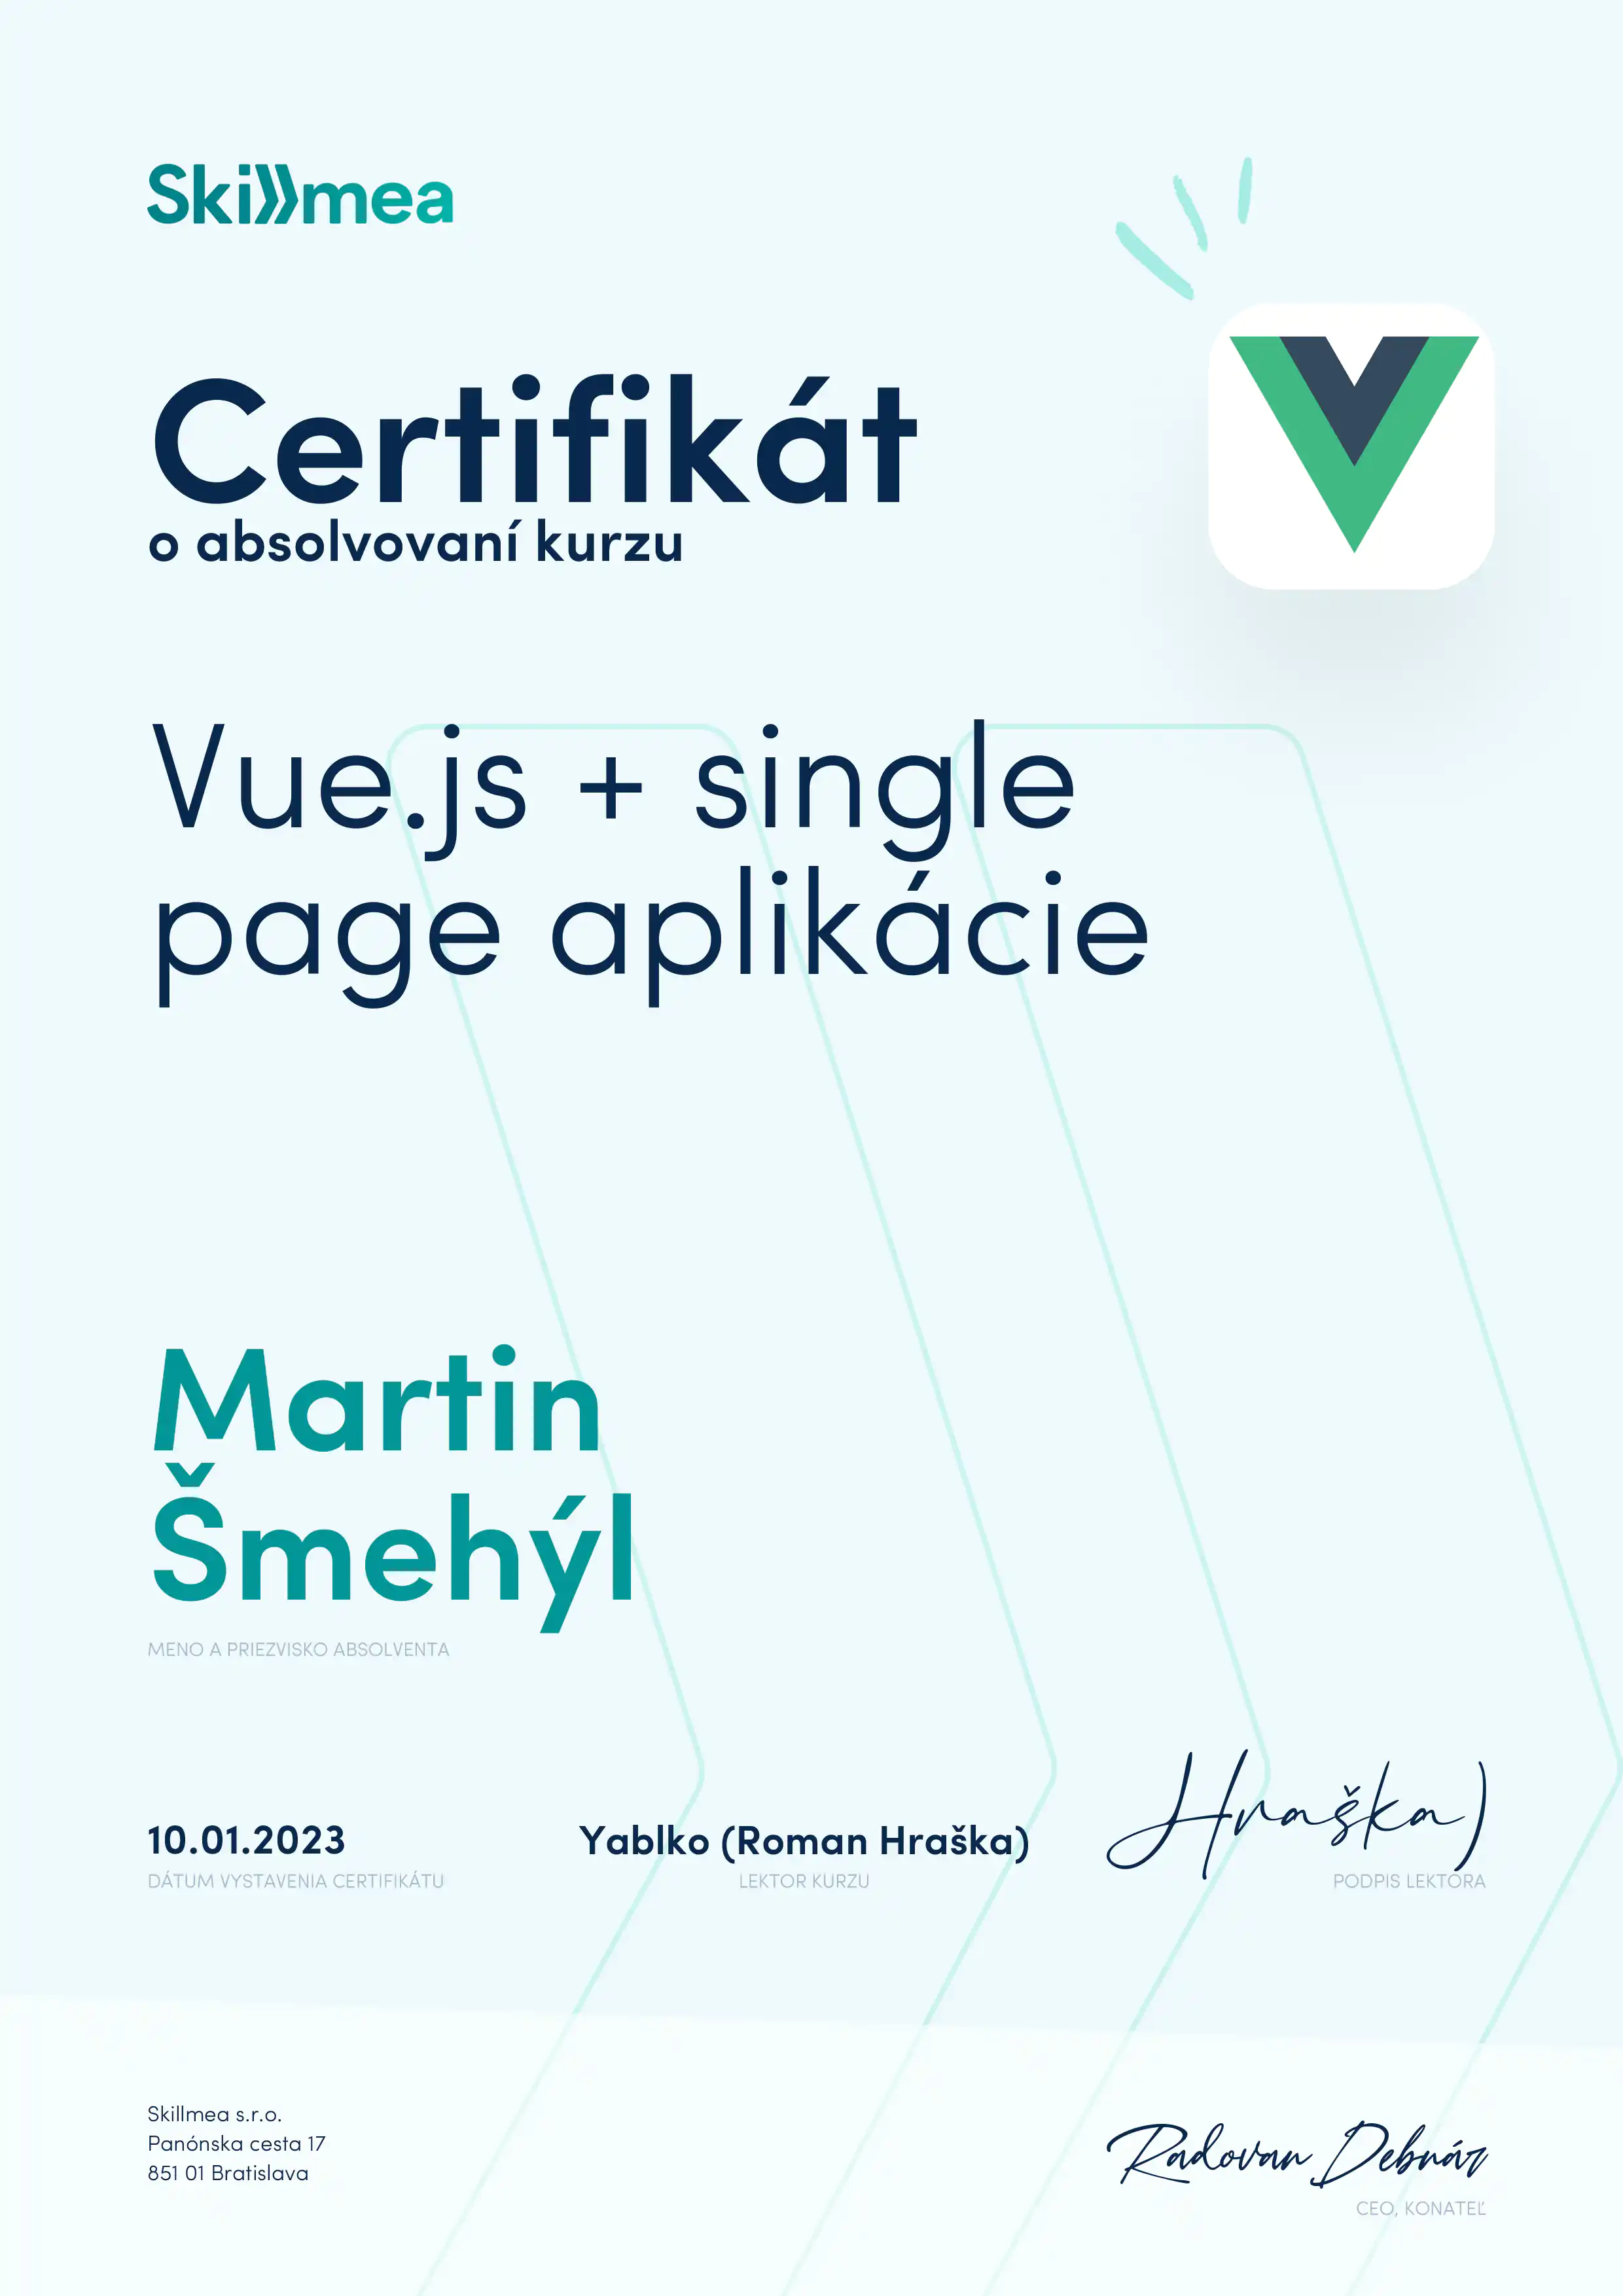 Skillmea
Certifikát
o absolvovaní kurzu
Vue.js + single
page aplikácie
Martin
Šmehýl
MENO A PRIEZVISKO ABSOLVENTA
10.01.2023
DÁTUM VYSTAVENIA CERTIFIKÁTU
Yablko (Roman Hraška)
LEKTOR KURZU
Hraška)
PODPIS LEKTORA
Skillmea s.r.o.
Panónska cesta 17
851 01 Bratislava
Radovan Debnár
CEO, KONATEĽ